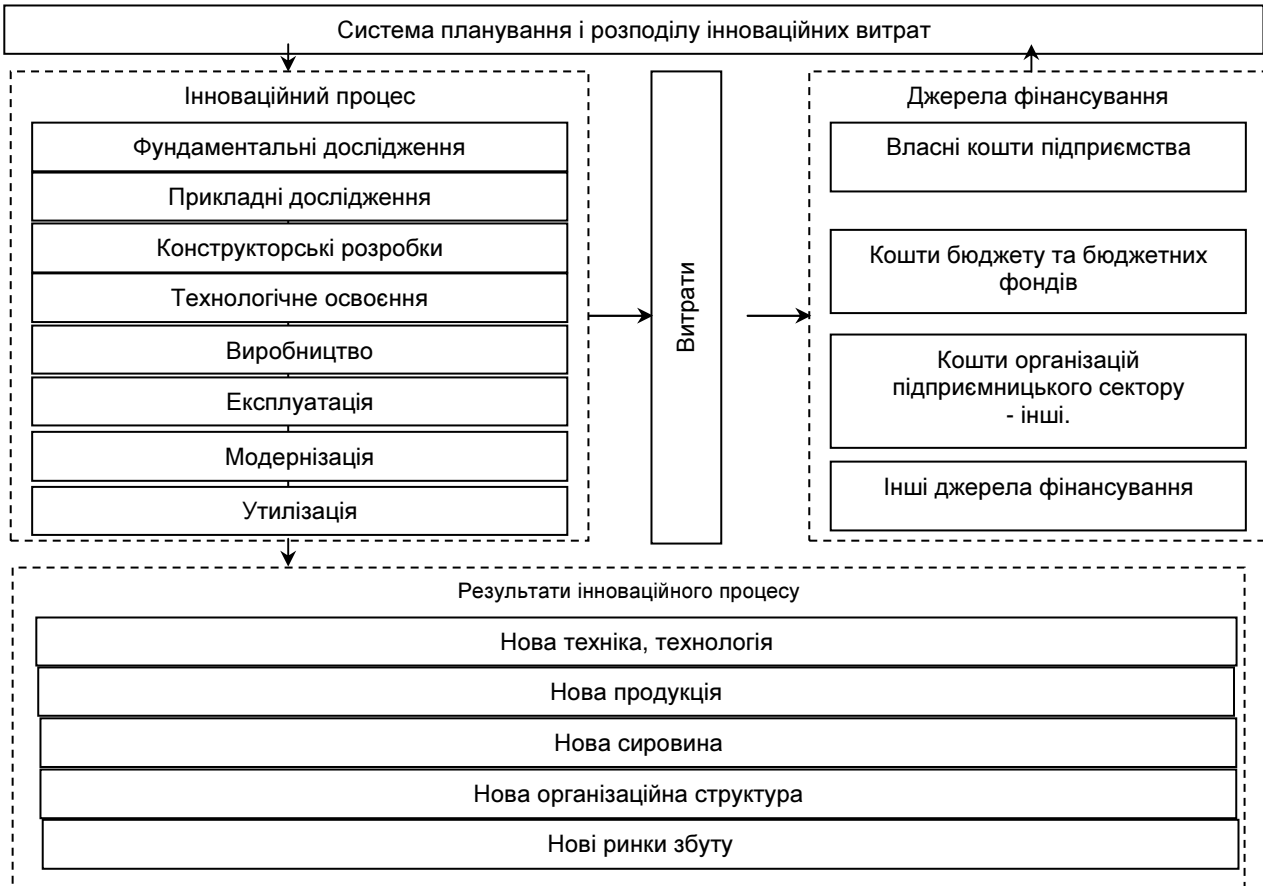 Система планування і розподілу інноваційних витрат
Інноваційний процес
Фундаментальні дослідження
Прикладні дослідження
Конструкторські розробки
Технологічне освоєння
Виробництво
Експлуатація
Модернізація
Утилізація
Витрати
Джерела фінансування
Власні кошти підприємства
Кошти бюджету та бюджетних
фондів
Кошти організацій
підприємницького сектору
- інші.
Інші джерела фінансування
Результати інноваційного процесу
Нова техніка, технологія
Нова продукція
Нова сировина
Нова організаційна структура
Нові ринки збуту